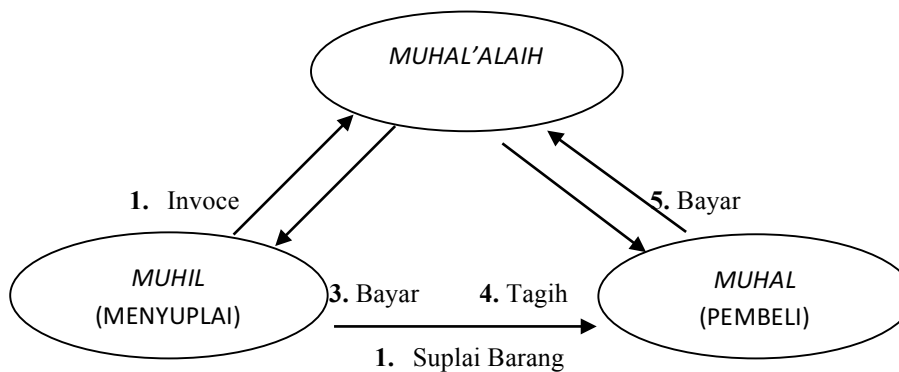 MUHAL'ALAIH
1. Invoce
5. Bayar
MUHIL
(MENYUPLAI)
3. Bayar
4. Tagih
MUHAL
(PEMBELI)
1. Suplai Barang